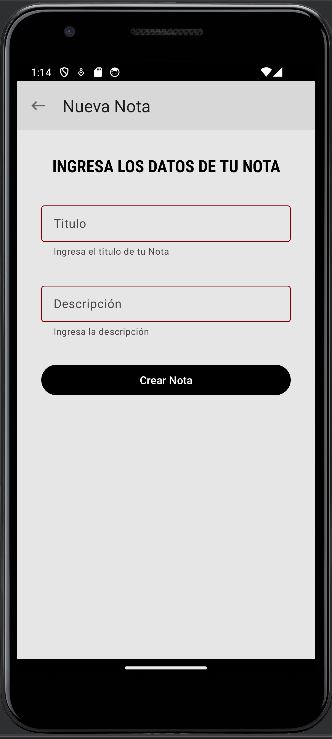 1:14
Nueva Nota
INGRESA LOS DATOS DE TU NOTA
Titulo
Ingresa el título de tu Nota
Descripción
Ingresa la descripción
Crear Nota